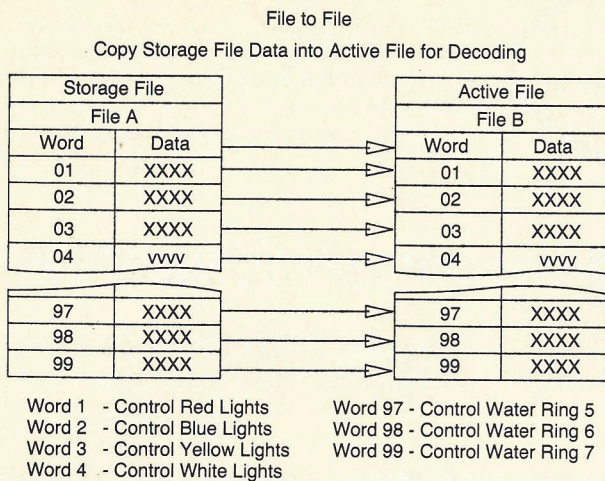 File to File
Copy Storage File Data into Active File for Decoding
Storage File
File A
Word Data
01 XXXX
02 XXXX
03 XXXX
04 vvvv
97 XXXX
98 XXXX
99 XXXX
Active File
File B
Word Data
01 XXXX
02 XXXX
03 XXXX
04 vvvv
97 XXXX
98 XXXX
99 XXXX
Word 1 - Control Red Lights
Word 2 - Control Blue Lights
Word 3 - Control Yellow Lights
Word 4 - Control White Lights
Word 97 - Control Water Ring 5
Word 98 - Control Water Ring 6
Word 99 - Control Water Ring 7